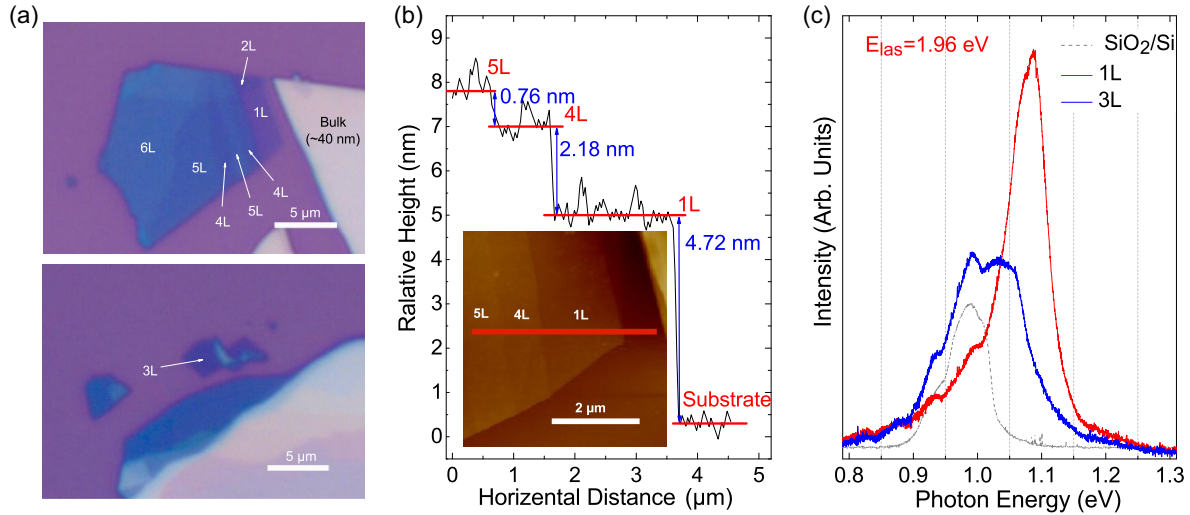 (a)
2L
1L
Bulk
(~40 nm)
6L
5L
4L
4L
5L
5 µm
3L
5 µm
(b)
Ralative Height (nm)
9
8
7
6
5
4
3
2
1
0
5L
0.76 nm
4L
2.18 nm
1L
4.72 nm
5L 4L 1L
2 µm
Substrate
0 1 2 3 4 5
Horizental Distance (µm)
(c)
Intensity (Arb. Units)
E_las=1.96 eV
SiO₂/Si
1L
3L
0.8 0.9 1.0 1.1 1.2 1.3
Photon Energy (eV)